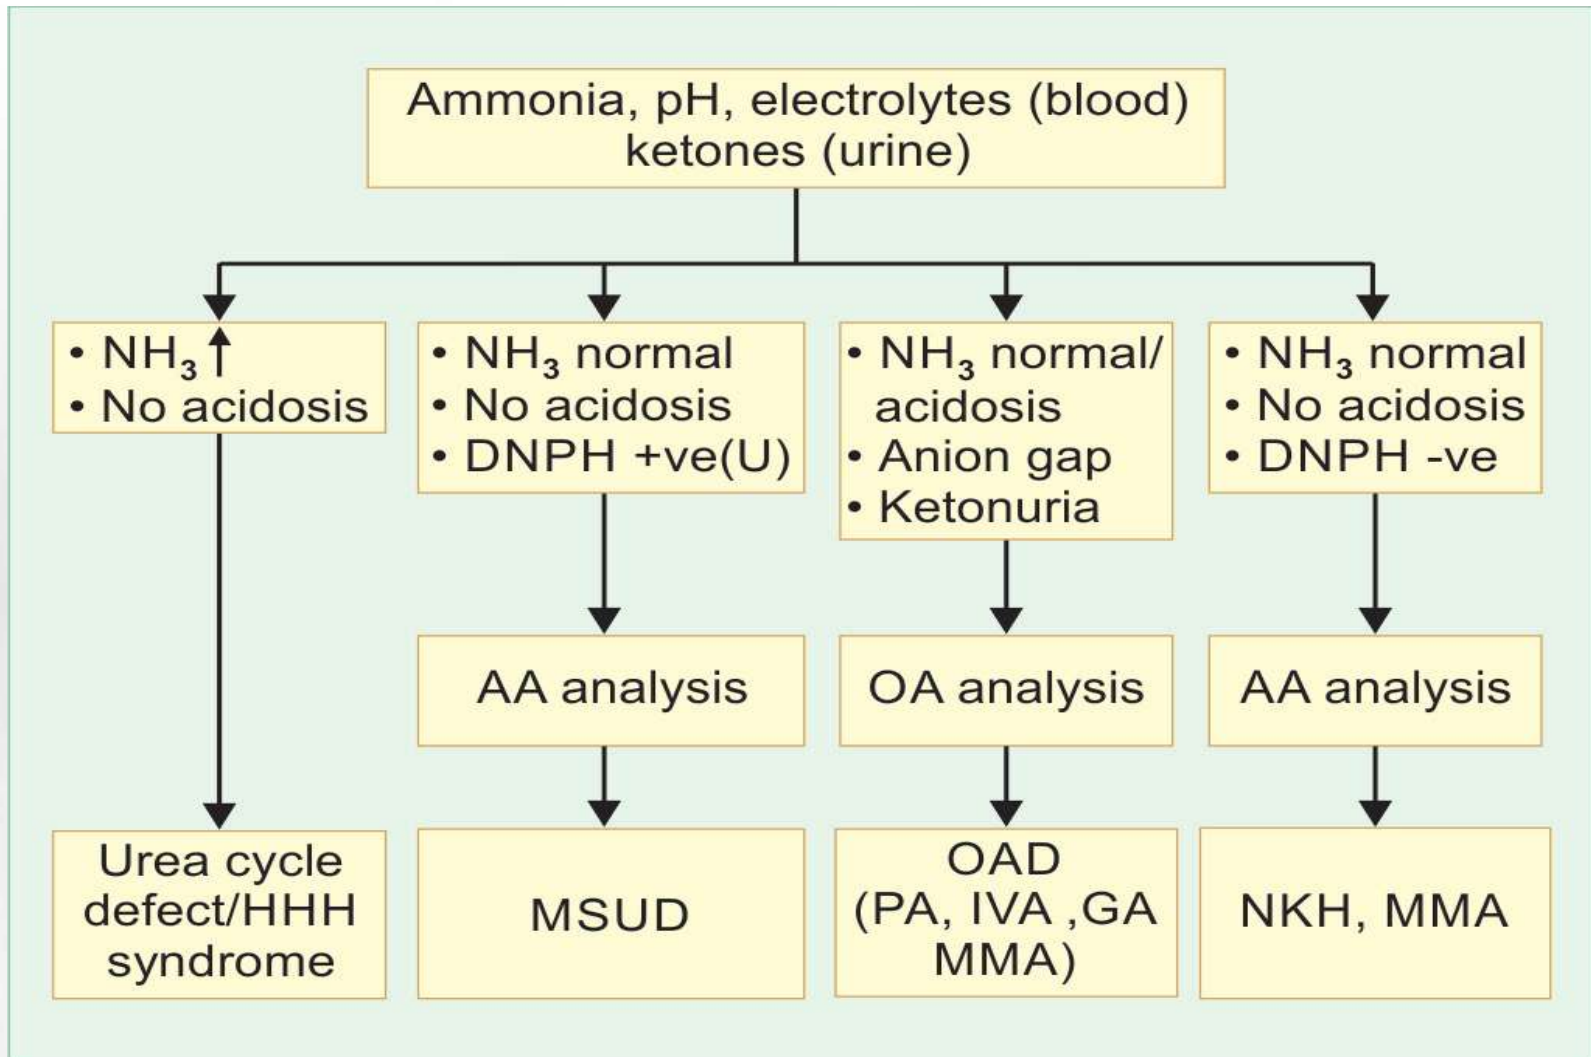 Ammonia, pH, electrolytes (blood)
ketones (urine)
• NH₃ ↑
• No acidosis
• NH₃ normal
• No acidosis
• DNPH +ve(U)
• NH₃ normal/
acidosis
• Anion gap
• Ketonuria
• NH₃ normal
• No acidosis
• DNPH -ve
AA analysis
OA analysis
AA analysis
Urea cycle
defect/HHH
syndrome
MSUD
OAD
(PA, IVA ,GA
MMA)
NKH, MMA